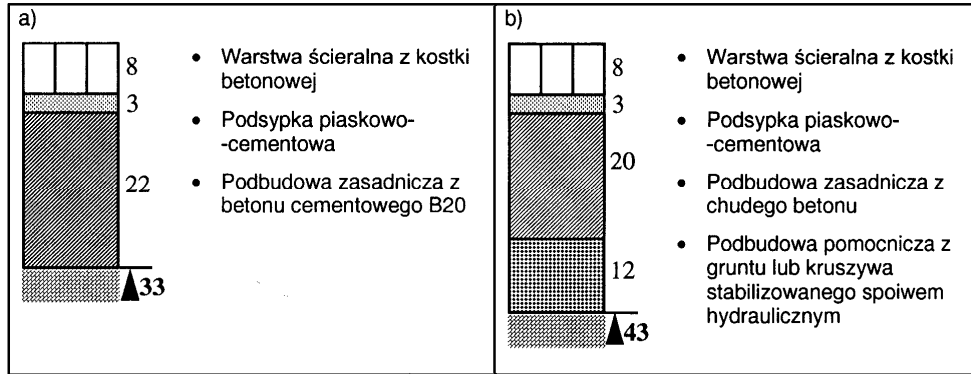 a)
8
3
22
33
• Warstwa ścieralna z kostki
betonowej
• Podsypka piaskowo-
-cementowa
• Podbudowa zasadnicza z
betonu cementowego B20
b)
8
3
20
12
43
• Warstwa ścieralna z kostki
betonowej
• Podsypka piaskowo-
-cementowa
• Podbudowa zasadnicza z
chudego betonu
• Podbudowa pomocnicza z
gruntu lub kruszywa
stabilizowanego spoiwem
hydraulicznym